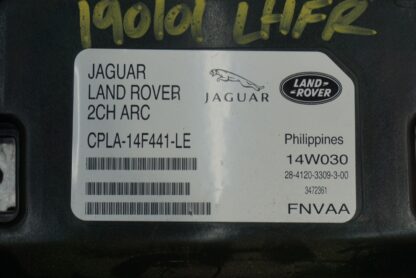 190101 LHFR
JAGUAR
LAND ROVER
2CH ARC
CPLA-14F441-LE
JAGUAR
LAND-
-ROVER
Philippines
14W030
28-4120-3309-3-00
3472361
FNVAA